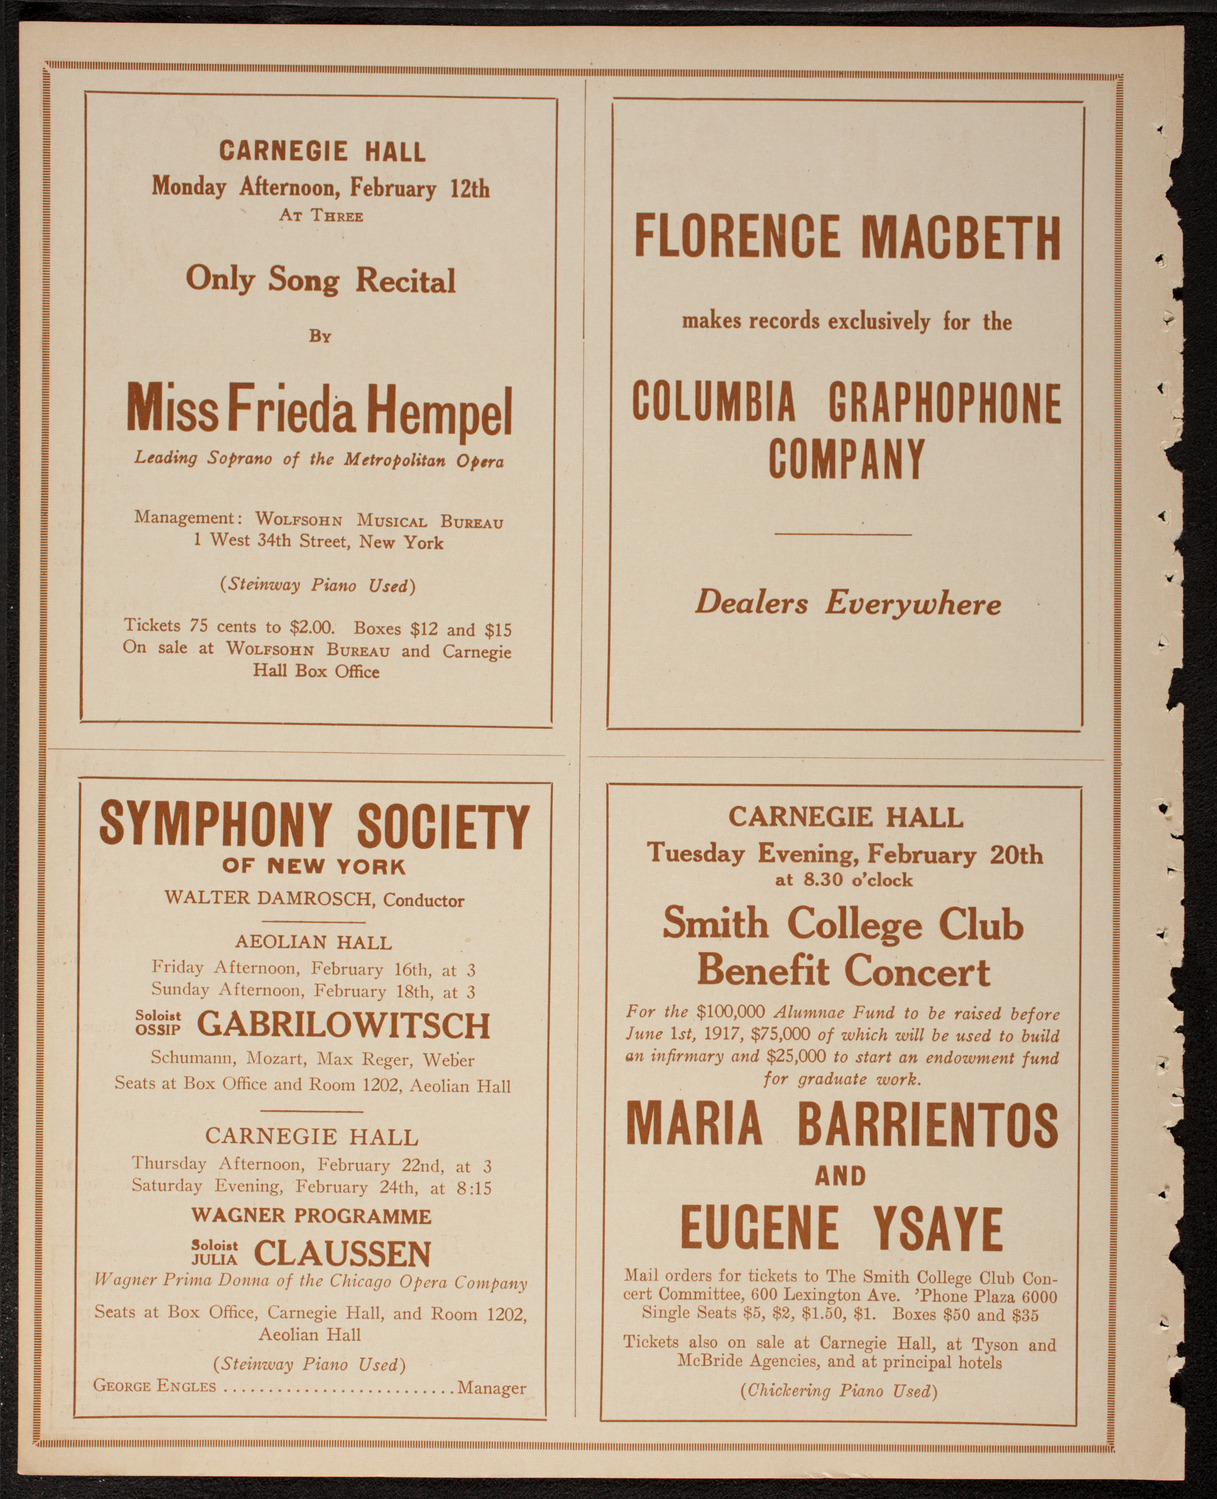 CARNEGIE HALL
Monday Afternoon, February 12th
AT THREE
Only Song Recital
BY
Miss Frieda Hempel
Leading Soprano of the Metropolitan Opera
Management: WOLFSOHN MUSICAL BUREAU
1 West 34th Street, New York
(Steinway Piano Used)
Tickets 75 cents to $2.00. Boxes $12 and $15
On sale at WOLFSOHN BUREAU and Carnegie
Hall Box Office
FLORENCE MACBETH
makes records exclusively for the
COLUMBIA GRAPHOPHONE
COMPANY
Dealers Everywhere
SYMPHONY SOCIETY
OF NEW YORK
WALTER DAMROSCH, Conductor
AEOLIAN HALL
Friday Afternoon, February 16th, at 3
Sunday Afternoon, February 18th, at 3
Soloist OSSIP GABRILOWITSCH
Schumann, Mozart, Max Reger, Weber
Seats at Box Office and Room 1202, Aeolian Hall
CARNEGIE HALL
Thursday Afternoon, February 22nd, at 3
Saturday Evening, February 24th, at 8:15
WAGNER PROGRAMME
Soloist JULIA CLAUSSEN
Wagner Prima Donna of the Chicago Opera Company
Seats at Box Office, Carnegie Hall, and Room 1202,
Aeolian Hall
(Steinway Piano Used)
GEORGE ENGLES .......................... Manager
CARNEGIE HALL
Tuesday Evening, February 20th
at 8.30 o'clock
Smith College Club
Benefit Concert
For the $100,000 Alumnae Fund to be raised before
June 1st, 1917, $75,000 of which will be used to build
an infirmary and $25,000 to start an endowment fund
for graduate work.
MARIA BARRIENTOS
AND
EUGENE YSAYE
Mail orders for tickets to The Smith College Club Con-
cert Committee, 600 Lexington Ave. 'Phone Plaza 6000
Single Seats $5, $2, $1.50, $1. Boxes $50 and $35
Tickets also on sale at Carnegie Hall, at Tyson and
McBride Agencies, and at principal hotels
(Chickering Piano Used)